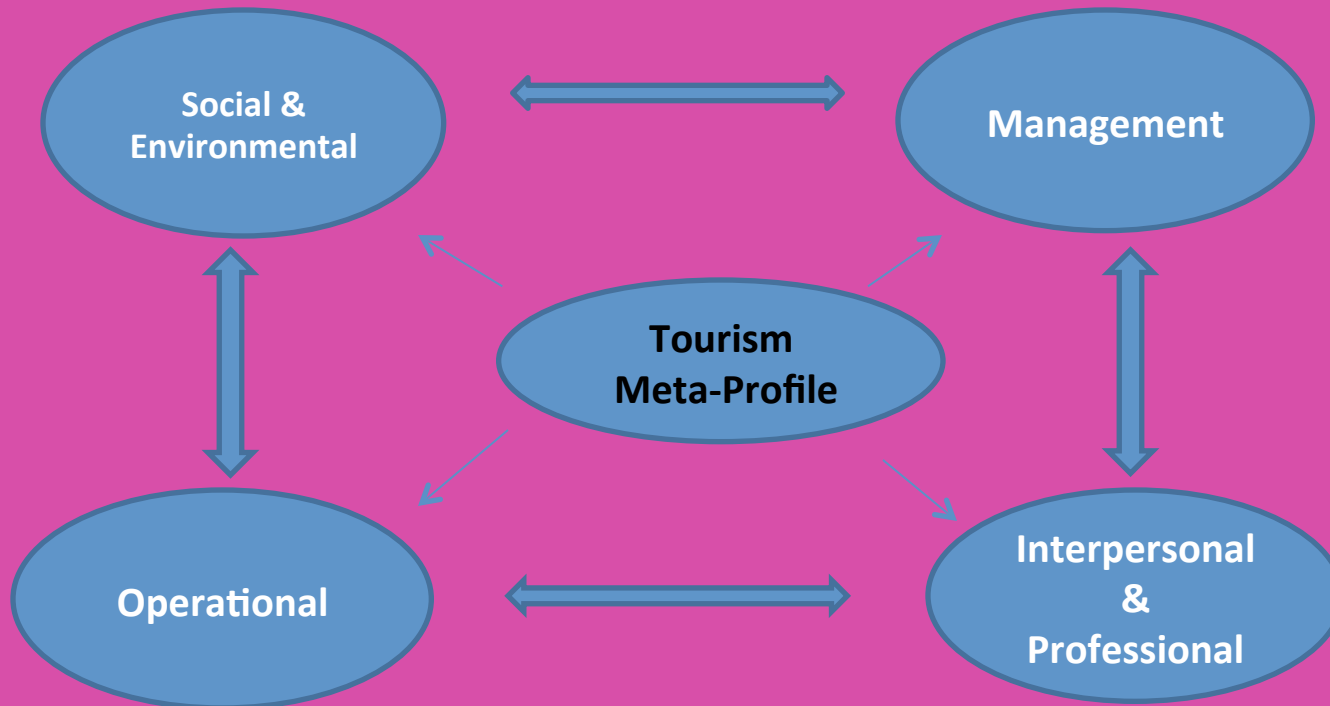 Social &
Environmental
Management
Tourism
Meta-Profile
Operational
Interpersonal
&
Professional